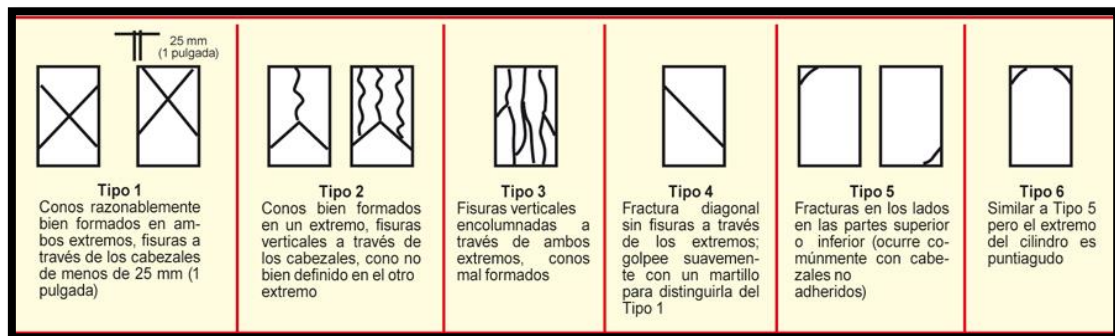 25 mm
(1 pulgada)
Tipo 1
Conos razonablemente
bien formados en am-
bos extremos, fisuras a
través de los cabezales
de menos de 25 mm (1
pulgada)
Tipo 2
Conos bien formados
en un extremo, fisuras
verticales a través de
los cabezales, cono no
bien definido en el otro
extremo
Tipo 3
Fisuras verticales
encolumnadas a
través de ambos
extremos, conos
mal formados
Tipo 4
Fractura diagonal
sin fisuras a través
de los extremos;
golpee suavemen-
te con un martillo
para distinguirla del
Tipo 1
Tipo 5
Fracturas en los lados
en las partes superior
o inferior (ocurre co-
múnmente con cabe-
zales no
adheridos)
Tipo 6
Similar a Tipo 5
pero el extremo
del cilindro es
puntiagudo